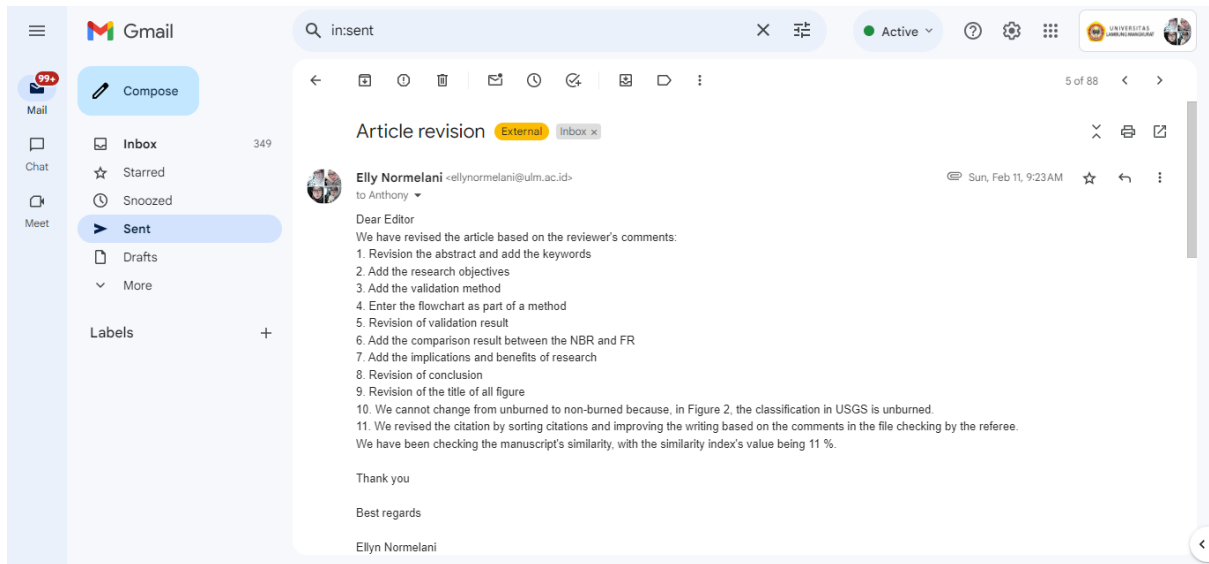 Gmail
in:sent
Active
UNIVERSITAS
LAMBUNG MANGKURAT
99+
Mail
Chat
Meet
Compose
Inbox 349
Starred
Snoozed
Sent
Drafts
More
Labels
5 of 88
Article revision External Inbox ×
Elly Normelani <ellynormelani@ulm.ac.id> Sun, Feb 11, 9:23 AM
to Anthony
Dear Editor
We have revised the article based on the reviewer's comments:
1. Revision the abstract and add the keywords
2. Add the research objectives
3. Add the validation method
4. Enter the flowchart as part of a method
5. Revision of validation result
6. Add the comparison result between the NBR and FR
7. Add the implications and benefits of research
8. Revision of conclusion
9. Revision of the title of all figure
10. We cannot change from unburned to non-burned because, in Figure 2, the classification in USGS is unburned.
11. We revised the citation by sorting citations and improving the writing based on the comments in the file checking by the referee.
We have been checking the manuscript's similarity, with the similarity index's value being 11 %.
Thank you
Best regards
Ellyn Normelani